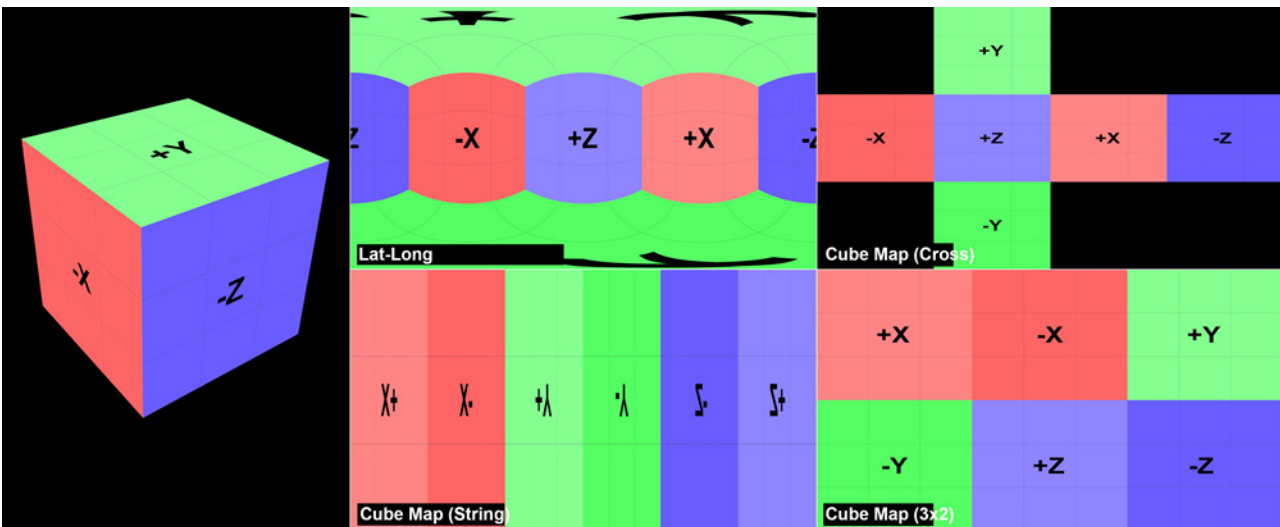 +Y
-X
-Z
Z
-X
+Z
+X
-Z
Lat-Long
+Y
-X
+Z
+X
-Z
-Y
Cube Map (Cross)
X+
X-
+Y
-Y
Z-
Z+
Cube Map (String)
+X
-X
+Y
-Y
+Z
-Z
Cube Map (3x2)